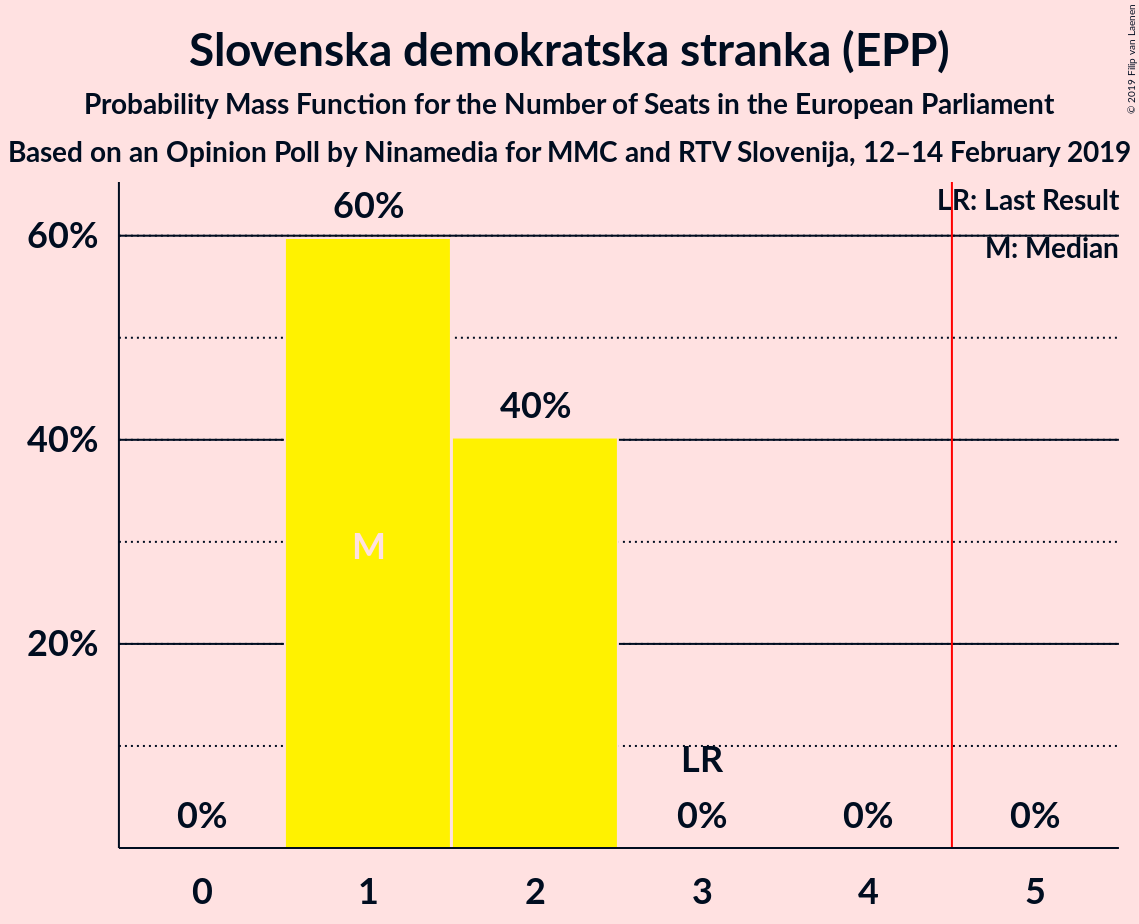 Slovenska demokratska stranka (EPP)
Probability Mass Function for the Number of Seats in the European Parliament
Based on an Opinion Poll by Ninamedia for MMC and RTV Slovenija, 12–14 February 2019
© 2019 Filip van Laenen
LR: Last Result
M: Median
60%
40%
20%
60%
40%
M
LR
0%
0%
0%
0%
0
1
2
3
4
5